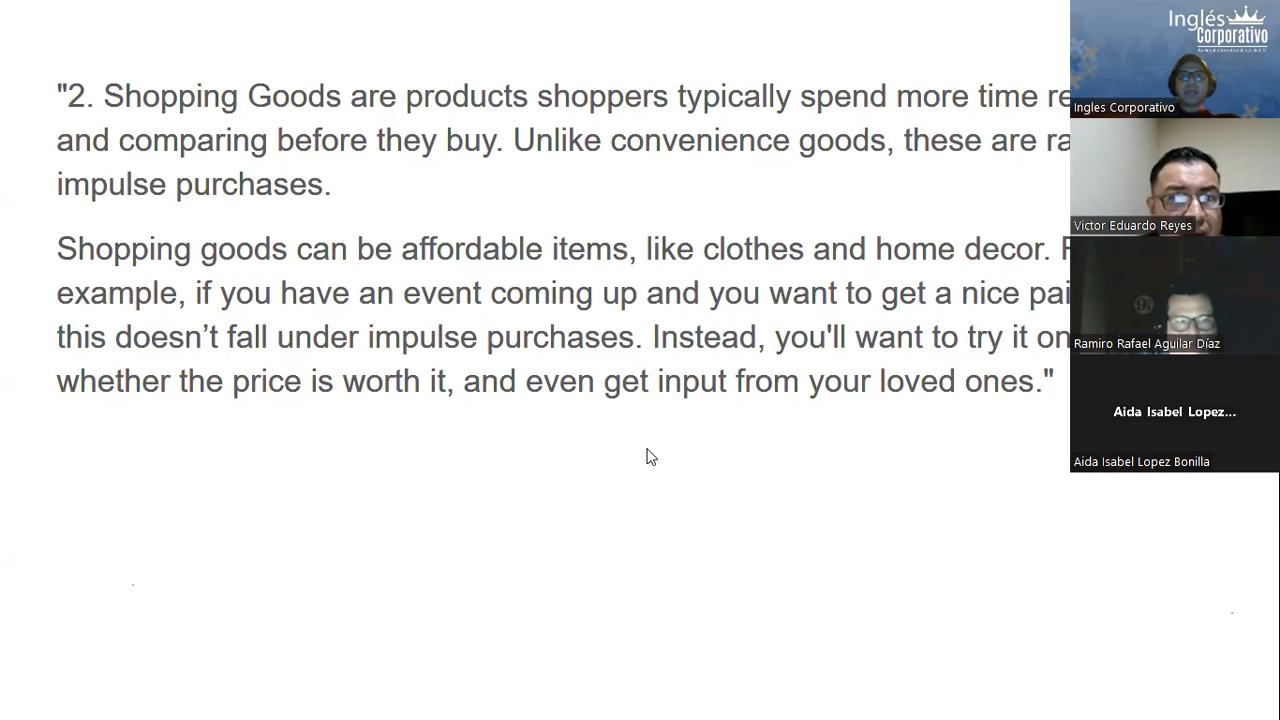 "2. Shopping Goods are products shoppers typically spend more time re
and comparing before they buy. Unlike convenience goods, these are ra
impulse purchases.
Shopping goods can be affordable items, like clothes and home decor. F
example, if you have an event coming up and you want to get a nice pai
this doesn’t fall under impulse purchases. Instead, you'll want to try it on
whether the price is worth it, and even get input from your loved ones."
Inglés
Corporativo
Ingles Corporativo
Victor Eduardo Reyes
Ramiro Rafael Aguilar Díaz
Aida Isabel Lopez...
Aida Isabel Lopez Bonilla